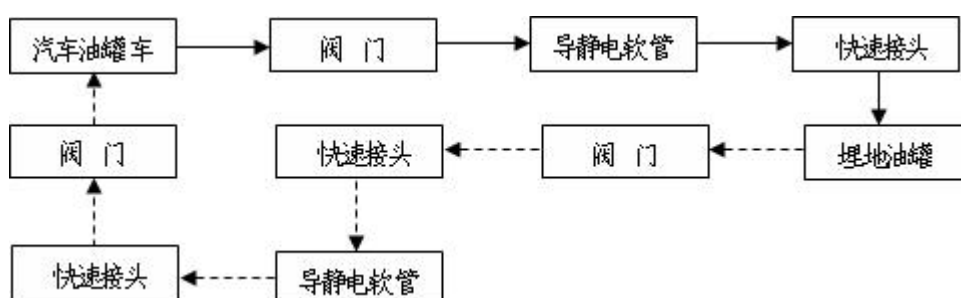 汽车油罐车
阀 门
导静电软管
快速接头
阀 门
快速接头
阀 门
埋地油罐
快速接头
导静电软管